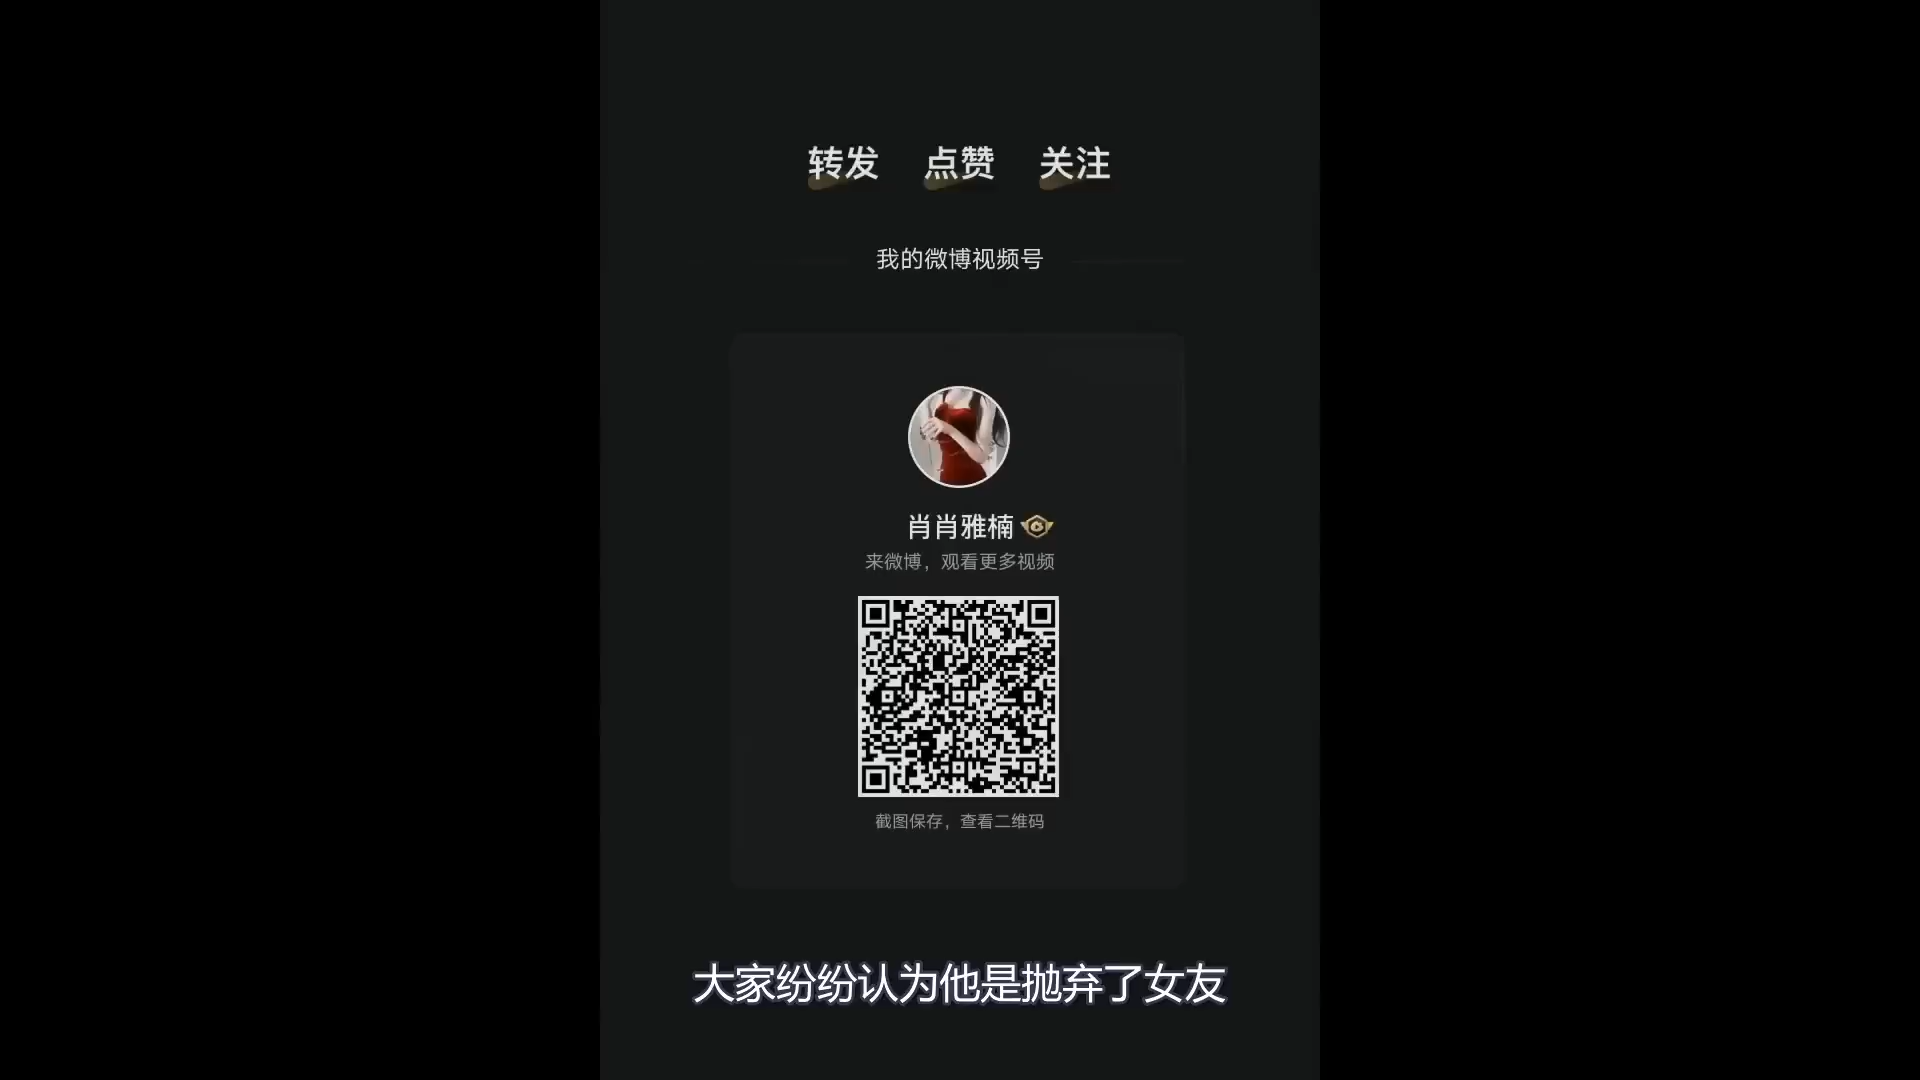 转发 点赞 关注
我的微博视频号
肖肖雅楠
来微博，观看更多视频
截图保存，查看二维码
大家纷纷认为他是抛弃了女友